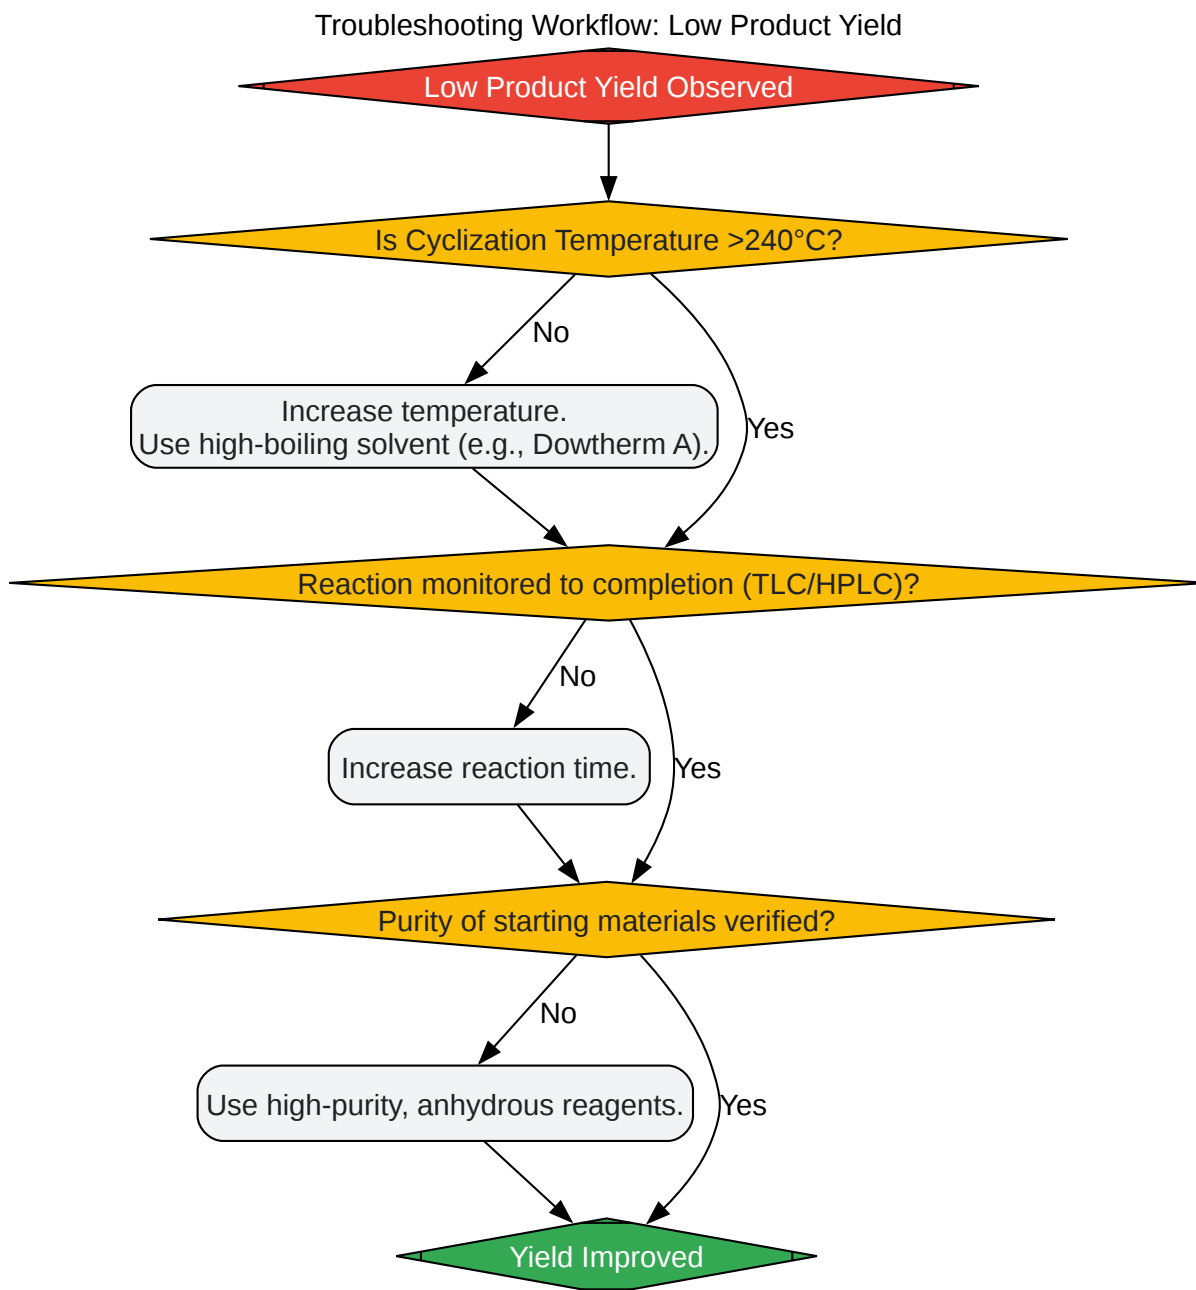 Troubleshooting Workflow: Low Product Yield
Low Product Yield Observed
Is Cyclization Temperature >240°C?
No
Increase temperature.
Use high-boiling solvent (e.g., Dowtherm A).
Yes
Reaction monitored to completion (TLC/HPLC)?
No
Increase reaction time.
Yes
Purity of starting materials verified?
No
Use high-purity, anhydrous reagents.
Yes
Yield Improved